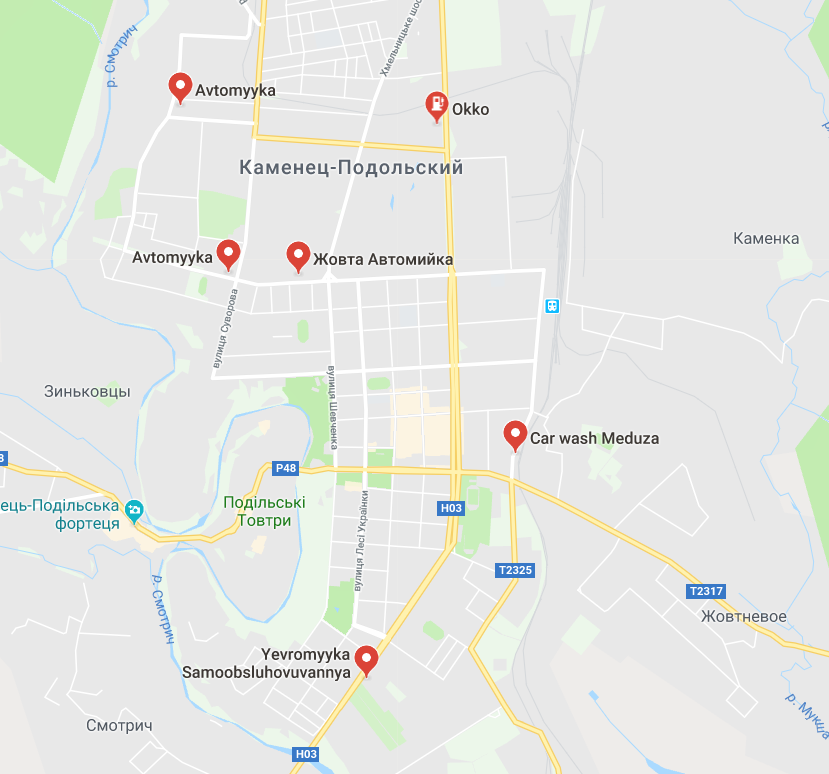 р. Смотрич
Хмельницьке шос
Avtomyyka
Okko
Каменец-Подольский
Каменка
Avtomyyka
Жовта Автомийка
вулиця Суворова
Зиньковцы
вулиця Шевченка
Car wash Meduza
P48
ець-Подільська
фортеця
Подільські
Товтри
H03
вулиця Лесі Українки
T2325
T2317
р. Смотрич
Жовтневое
Yevromyyka
Samoobsluhovuvannya
Смотрич
р. Мукша
H03